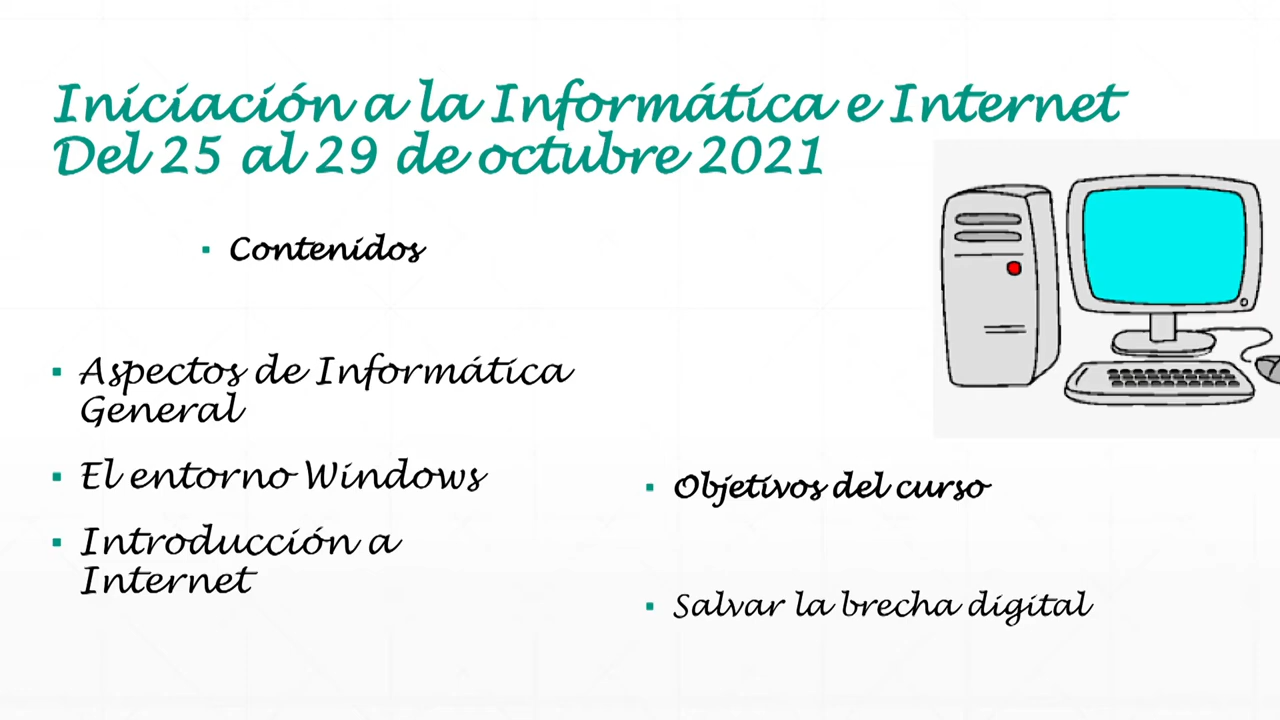 Iniciación a la Informática e Internet
Del 25 al 29 de octubre 2021
Contenidos
Aspectos de Informática
General
El entorno Windows
Introducción a
Internet
Objetivos del curso
Salvar la brecha digital